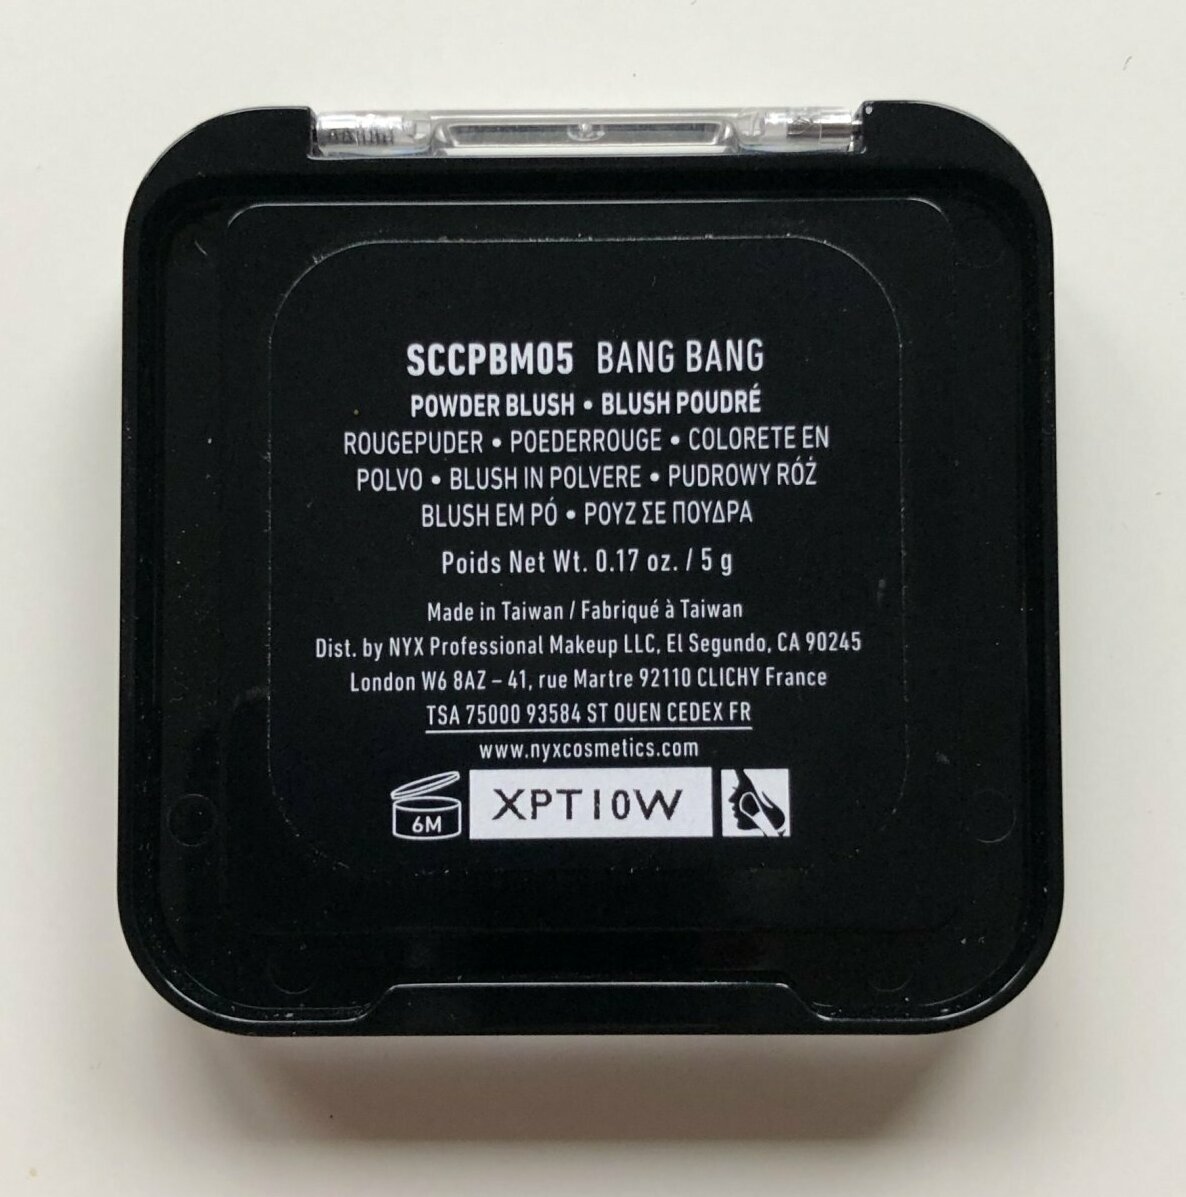 SCCPBM05 BANG BANG
POWDER BLUSH • BLUSH POUDRÉ
ROUGEPUDER • POEDERROUGE • COLORETE EN
POLVO • BLUSH IN POLVERE • PUDROWY RÓŻ
BLUSH EM PÓ • ΡΟΥΖ ΣΕ ΠΟΥΔΡΑ
Poids Net Wt. 0.17 oz. / 5 g
Made in Taiwan / Fabriqué à Taiwan
Dist. by NYX Professional Makeup LLC, El Segundo, CA 90245
London W6 8AZ – 41, rue Martre 92110 CLICHY France
TSA 75000 93584 ST OUEN CEDEX FR
www.nyxcosmetics.com
6M XPT10W